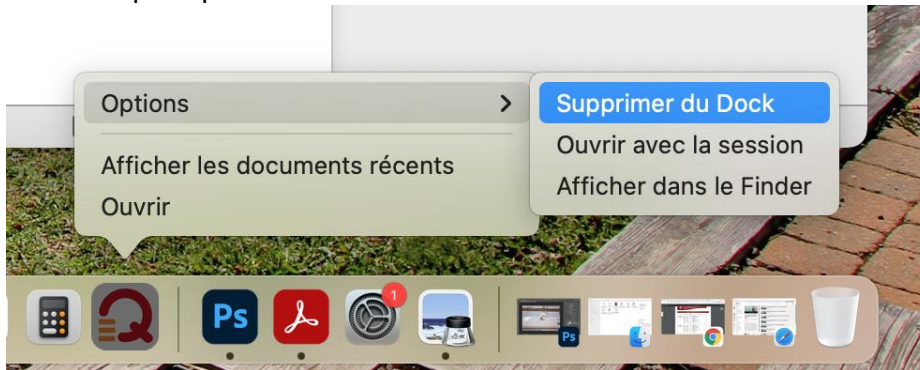 Options
Supprimer du Dock
Ouvrir avec la session
Afficher dans le Finder
Afficher les documents récents
Ouvrir
Ps
1
Ps